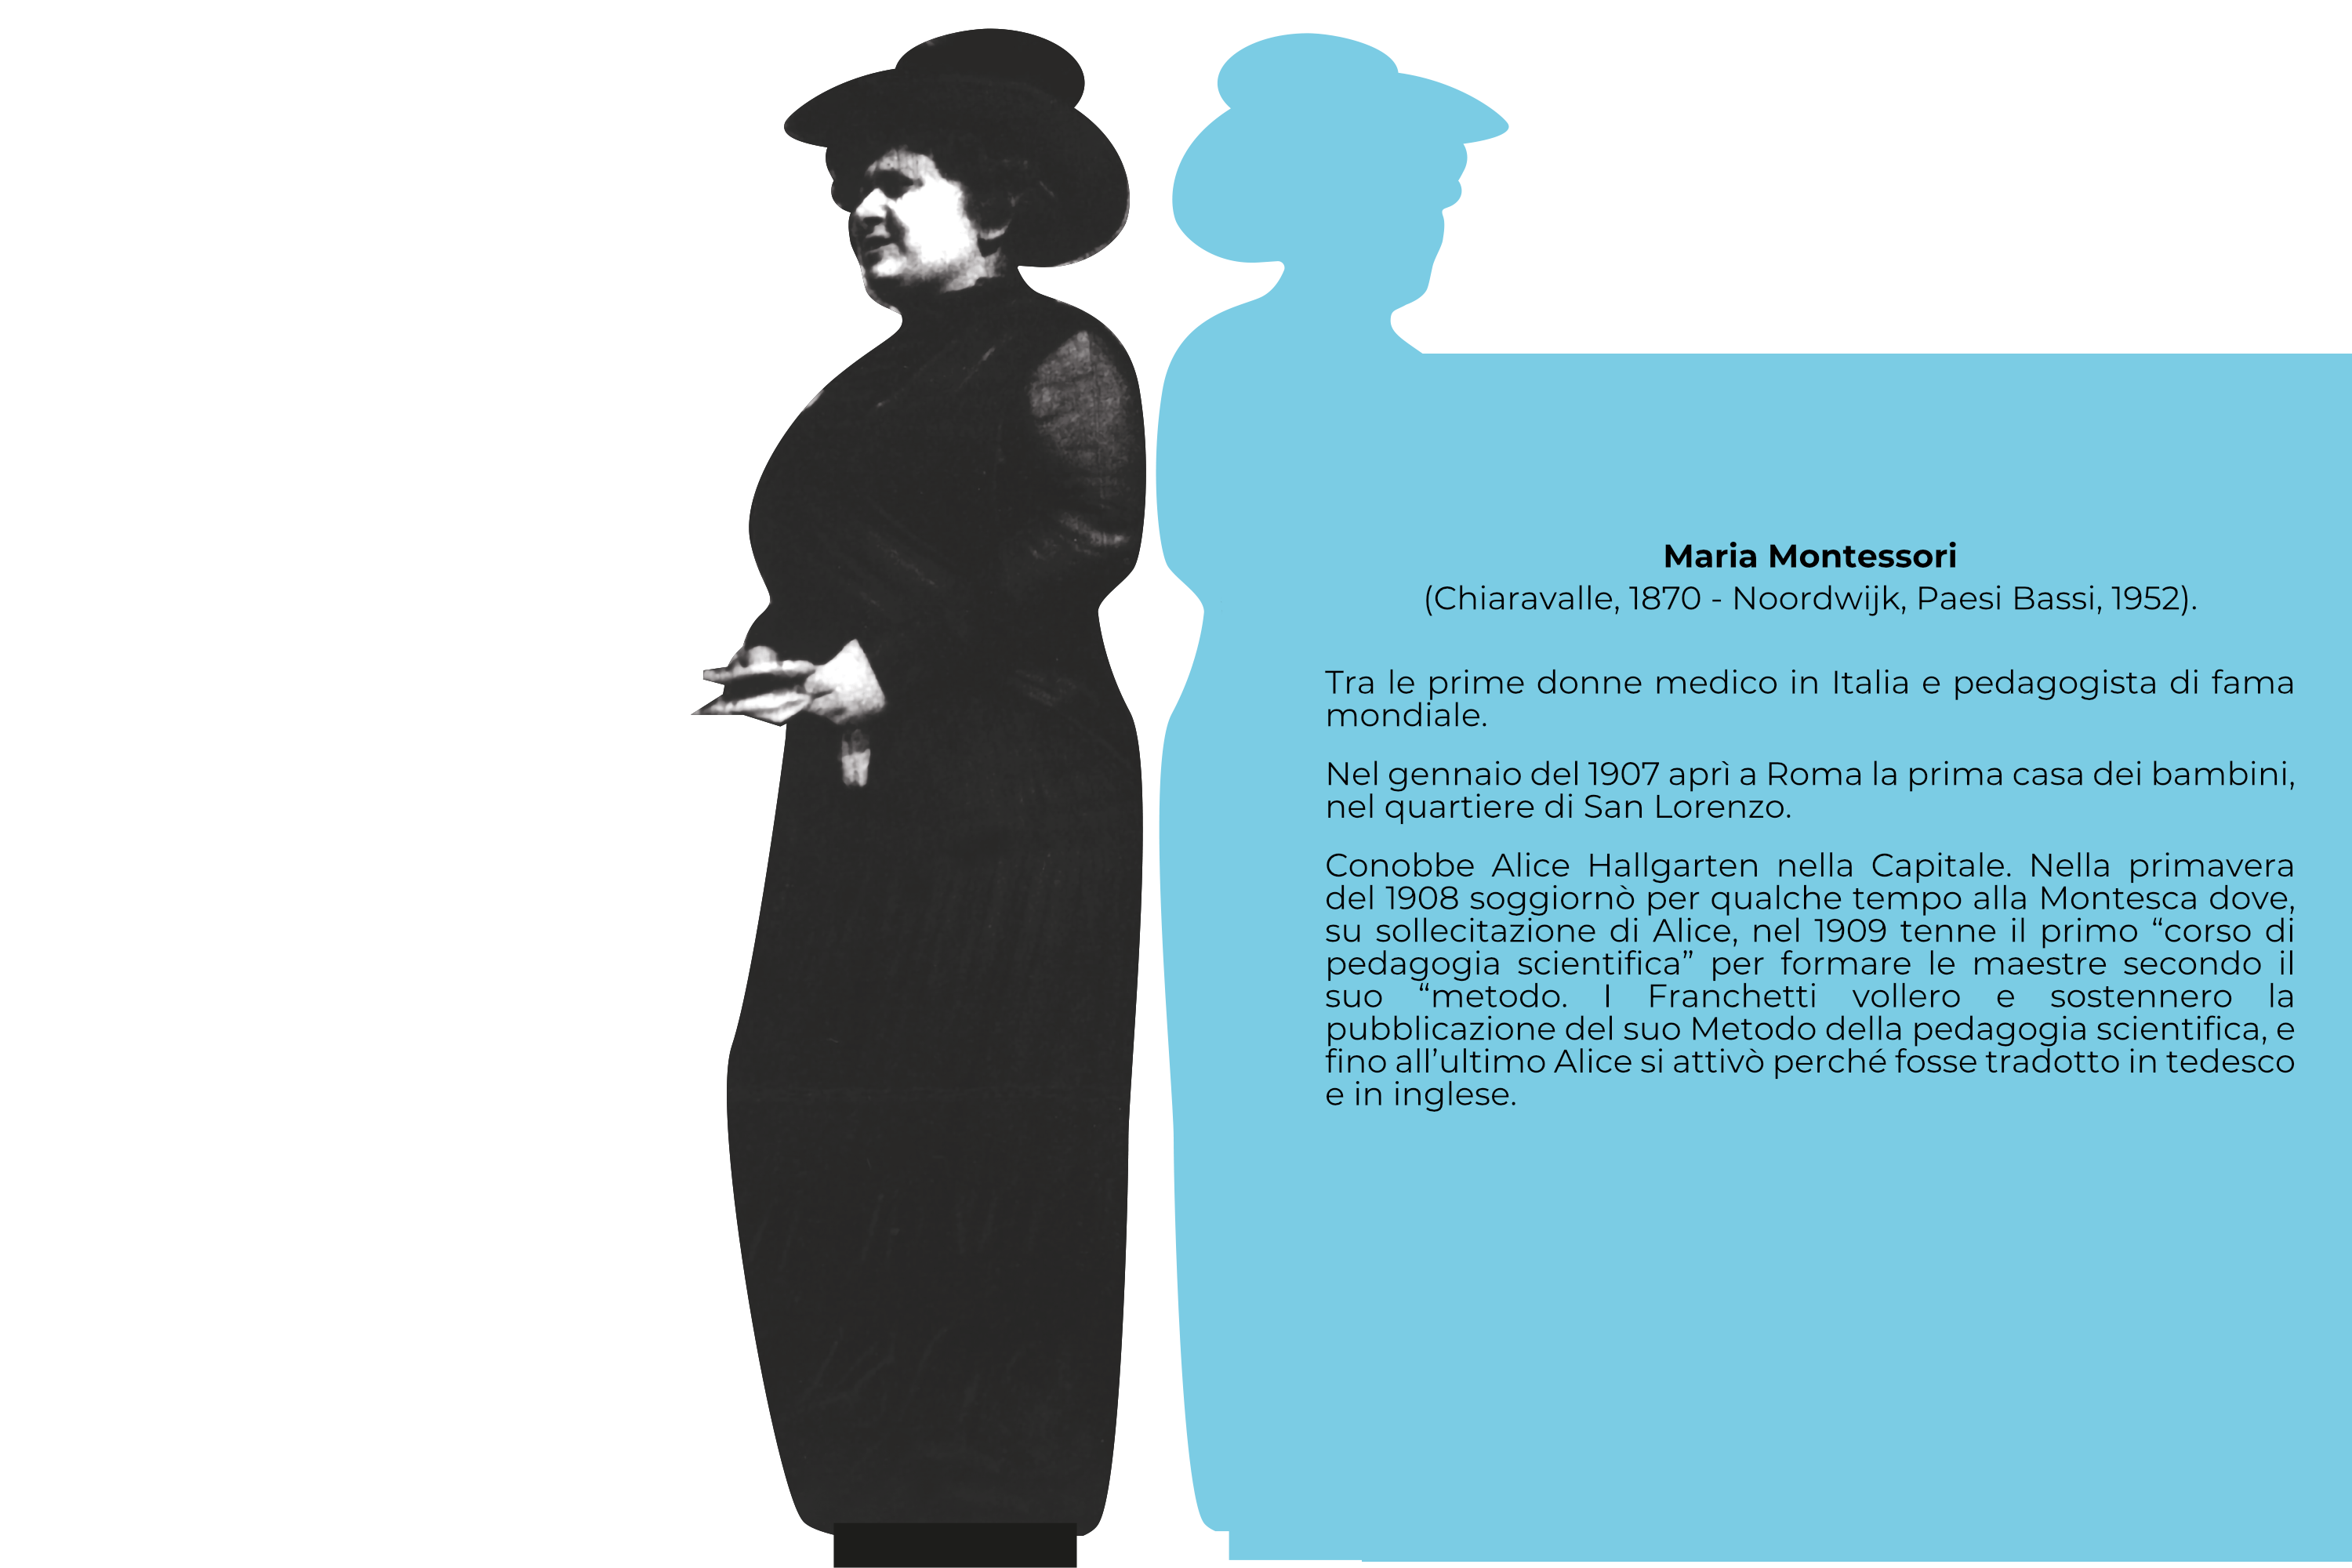 Maria Montessori
(Chiaravalle, 1870 - Noordwijk, Paesi Bassi, 1952).
Tra le prime donne medico in Italia e pedagogista di fama
mondiale.
Nel gennaio del 1907 aprì a Roma la prima casa dei bambini,
nel quartiere di San Lorenzo.
Conobbe Alice Hallgarten nella Capitale. Nella primavera
del 1908 soggiornò per qualche tempo alla Montesca dove,
su sollecitazione di Alice, nel 1909 tenne il primo “corso di
pedagogia scientifica” per formare le maestre secondo il
suo “metodo. I Franchetti vollero e sostennero la
pubblicazione del suo Metodo della pedagogia scientifica, e
fino all’ultimo Alice si attivò perché fosse tradotto in tedesco
e in inglese.